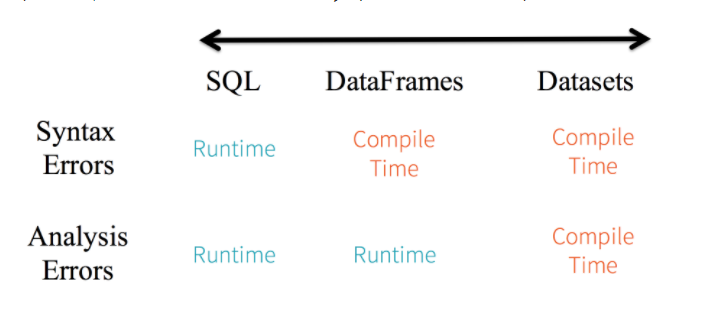 SQL DataFrames Datasets
Syntax
Errors
Runtime
Compile
Time
Compile
Time
Analysis
Errors
Runtime
Runtime
Compile
Time